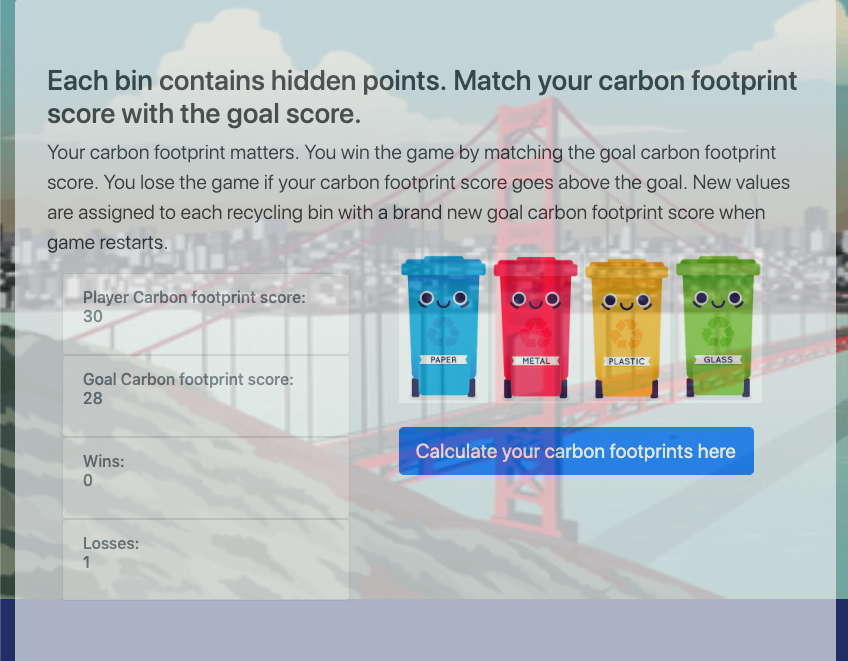 Each bin contains hidden points. Match your carbon footprint
score with the goal score.
Your carbon footprint matters. You win the game by matching the goal carbon footprint
score. You lose the game if your carbon footprint score goes above the goal. New values
are assigned to each recycling bin with a brand new goal carbon footprint score when
game restarts.
Player Carbon footprint score:
30
Goal Carbon footprint score:
28
Wins:
0
Losses:
1
PAPER
METAL
PLASTIC
GLASS
Calculate your carbon footprints here